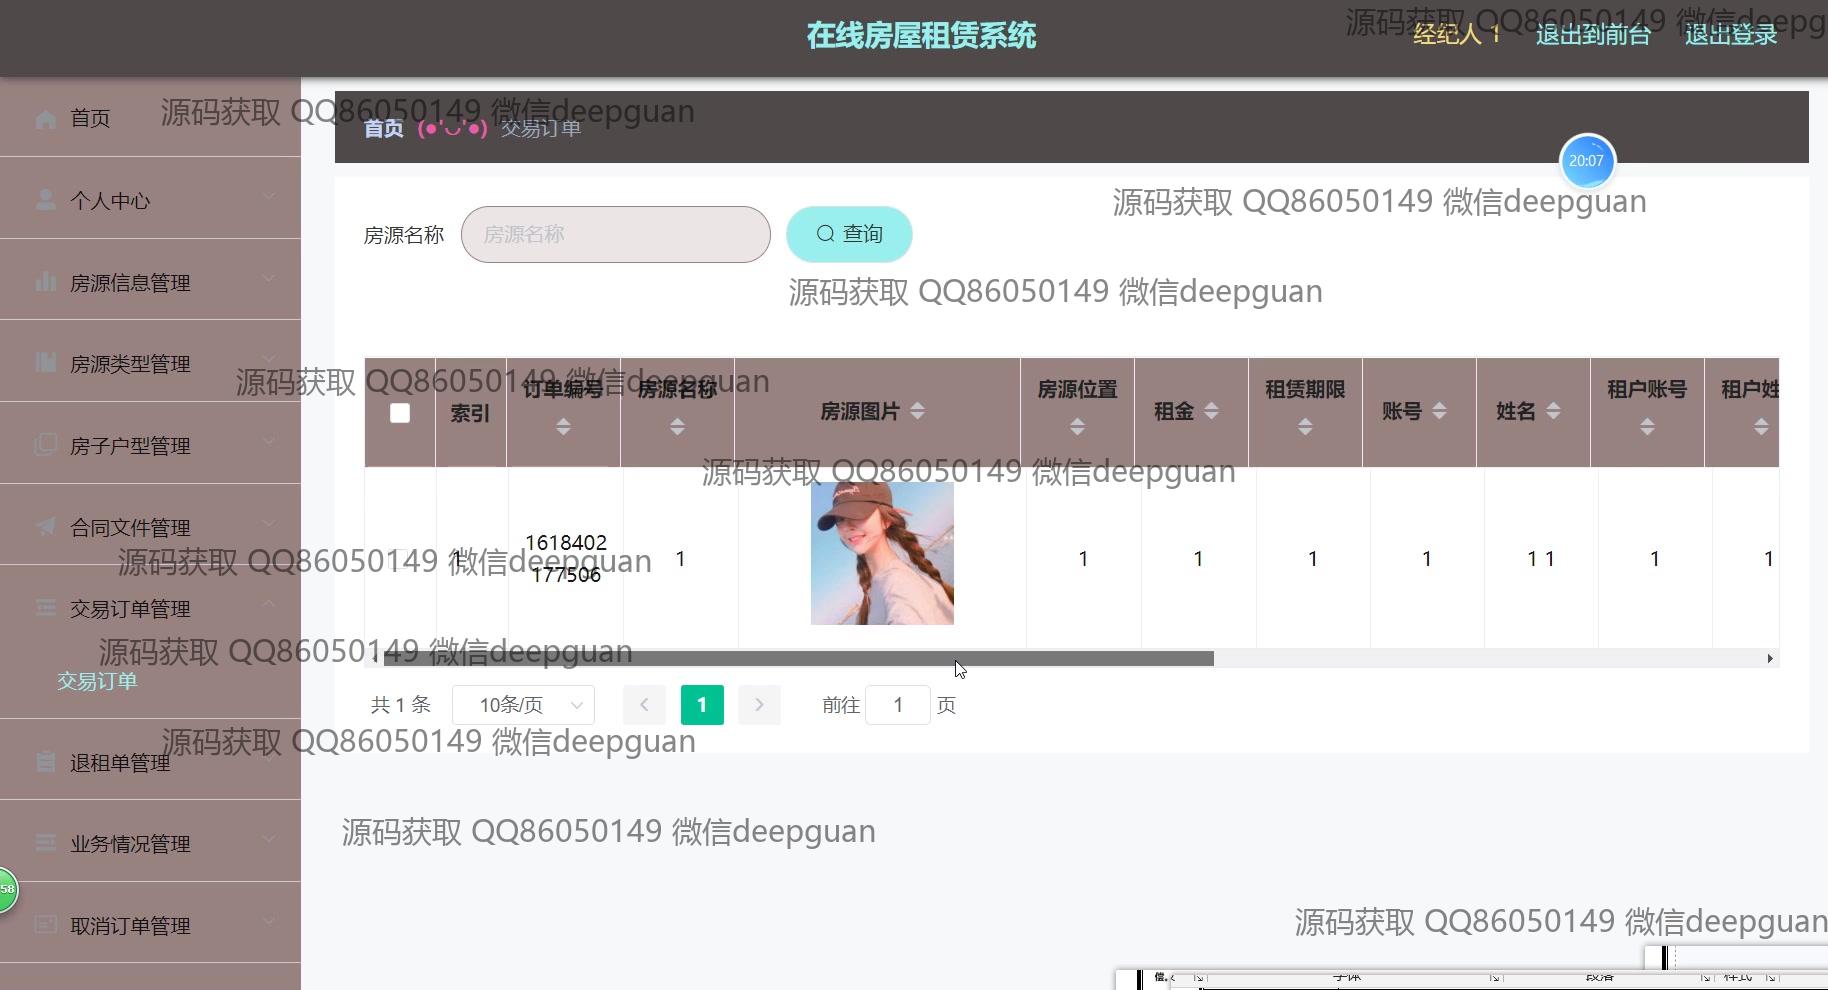 在线房屋租赁系统
经纪人 1
退出到前台
退出登录
源码获取 QQ86050149 微信deepg
首页
源码获取 QQ86050149 微信deepguan
首页 (●'◡'●) 交易订单
20:07
个人中心
源码获取 QQ86050149 微信deepguan
房源名称 房源名称 查询
房源信息管理
源码获取 QQ86050149 微信deepguan
房源类型管理
源码获取 QQ86050149 微信deepguan
索引 订单编号 房源名称 房源图片 房源位置 租金 租赁期限 账号 姓名 租户账号 租户姓
房子户型管理
源码获取 QQ86050149 微信deepguan
合同文件管理
1 1618402177506 1 1 1 1 1 1 1 1 1
源码获取 QQ86050149 微信deepguan
交易订单管理
源码获取 QQ86050149 微信deepguan
交易订单
共 1 条 10条/页 1 前往 1 页
源码获取 QQ86050149 微信deepguan
退租单管理
源码获取 QQ86050149 微信deepguan
业务情况管理
58
取消订单管理
源码获取 QQ86050149 微信deepguan
字体 段落 样式